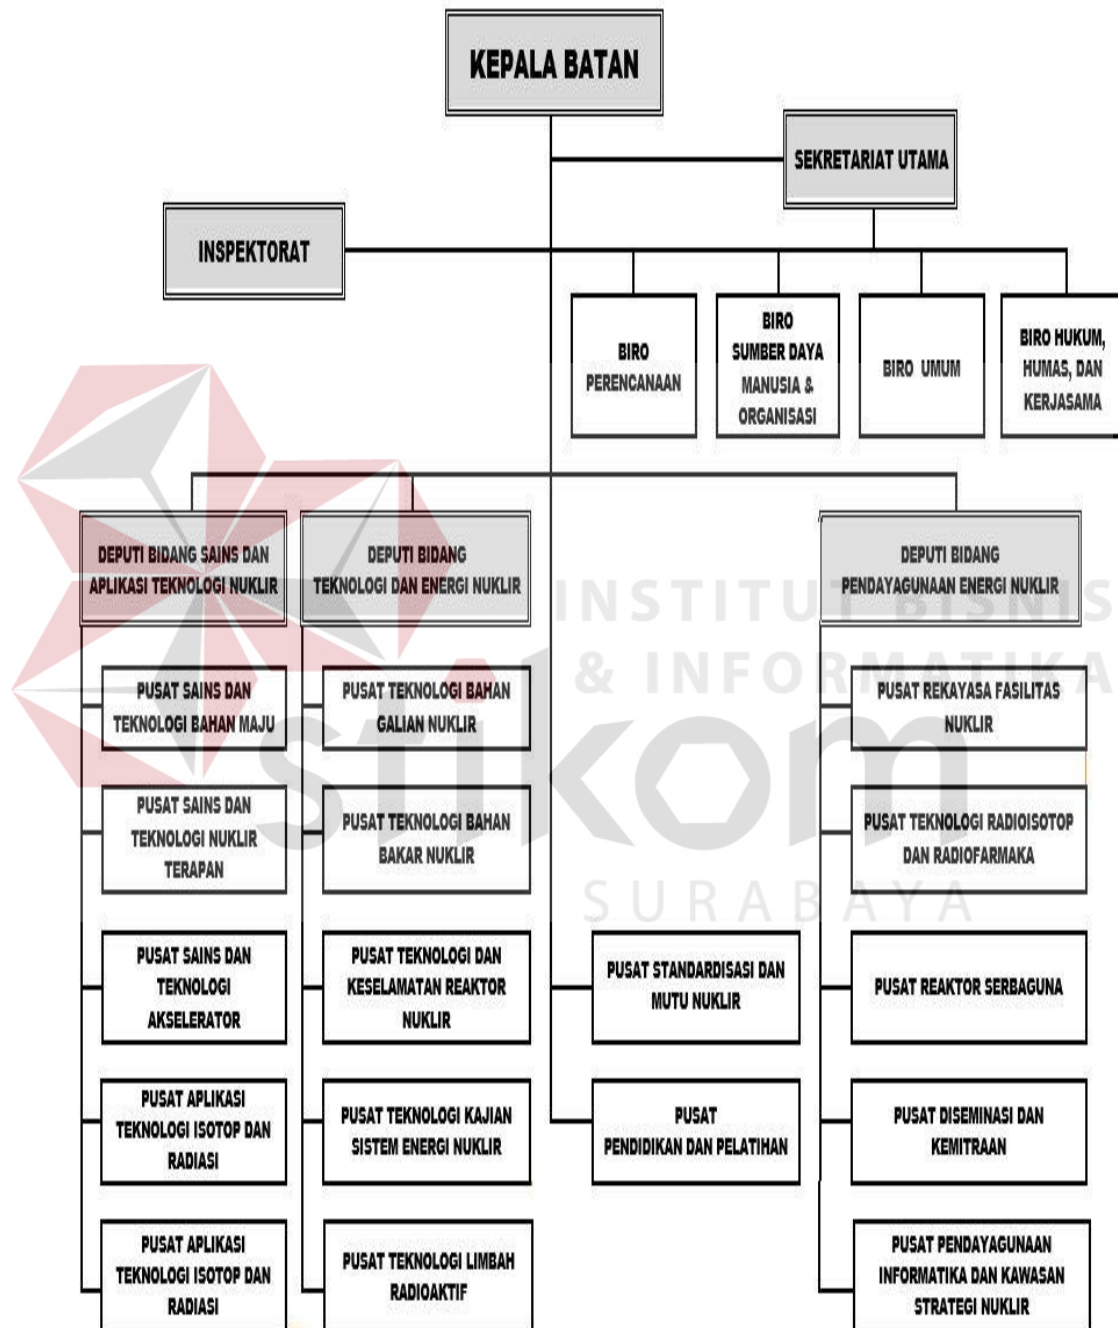 KEPALA BATAN
SEKRETARIAT UTAMA
INSPEKTORAT
BIRO
PERENCANAAN
BIRO
SUMBER DAYA
MANUSIA &
ORGANISASI
BIRO UMUM
BIRO HUKUM,
HUMAS, DAN
KERJASAMA
DEPUTI BIDANG SAINS DAN
APLIKASI TEKNOLOGI NUKLIR
DEPUTI BIDANG
TEKNOLOGI DAN ENERGI NUKLIR
DEPUTI BIDANG
PENDAYAGUNAAN ENERGI NUKLIR
PUSAT SAINS DAN
TEKNOLOGI BAHAN MAJU
PUSAT SAINS DAN
TEKNOLOGI NUKLIR
TERAPAN
PUSAT SAINS DAN
TEKNOLOGI
AKSELERATOR
PUSAT APLIKASI
TEKNOLOGI ISOTOP DAN
RADIASI
PUSAT APLIKASI
TEKNOLOGI ISOTOP DAN
RADIASI
PUSAT TEKNOLOGI BAHAN
GALIAN NUKLIR
PUSAT TEKNOLOGI BAHAN
BAKAR NUKLIR
PUSAT TEKNOLOGI DAN
KESELAMATAN REAKTOR
NUKLIR
PUSAT TEKNOLOGI KAJIAN
SISTEM ENERGI NUKLIR
PUSAT TEKNOLOGI LIMBAH
RADIOAKTIF
PUSAT STANDARDISASI DAN
MUTU NUKLIR
PUSAT
PENDIDIKAN DAN PELATIHAN
PUSAT REKAYASA FASILITAS
NUKLIR
PUSAT TEKNOLOGI RADIOISOTOP
DAN RADIOFARMAKA
PUSAT REAKTOR SERBAGUNA
PUSAT DISEMINASI DAN
KEMITRAAN
PUSAT PENDAYAGUNAAN
INFORMATIKA DAN KAWASAN
STRATEGI NUKLIR
INSTITUT BISNIS
& INFORMATIKA
stikom
SURABAYA